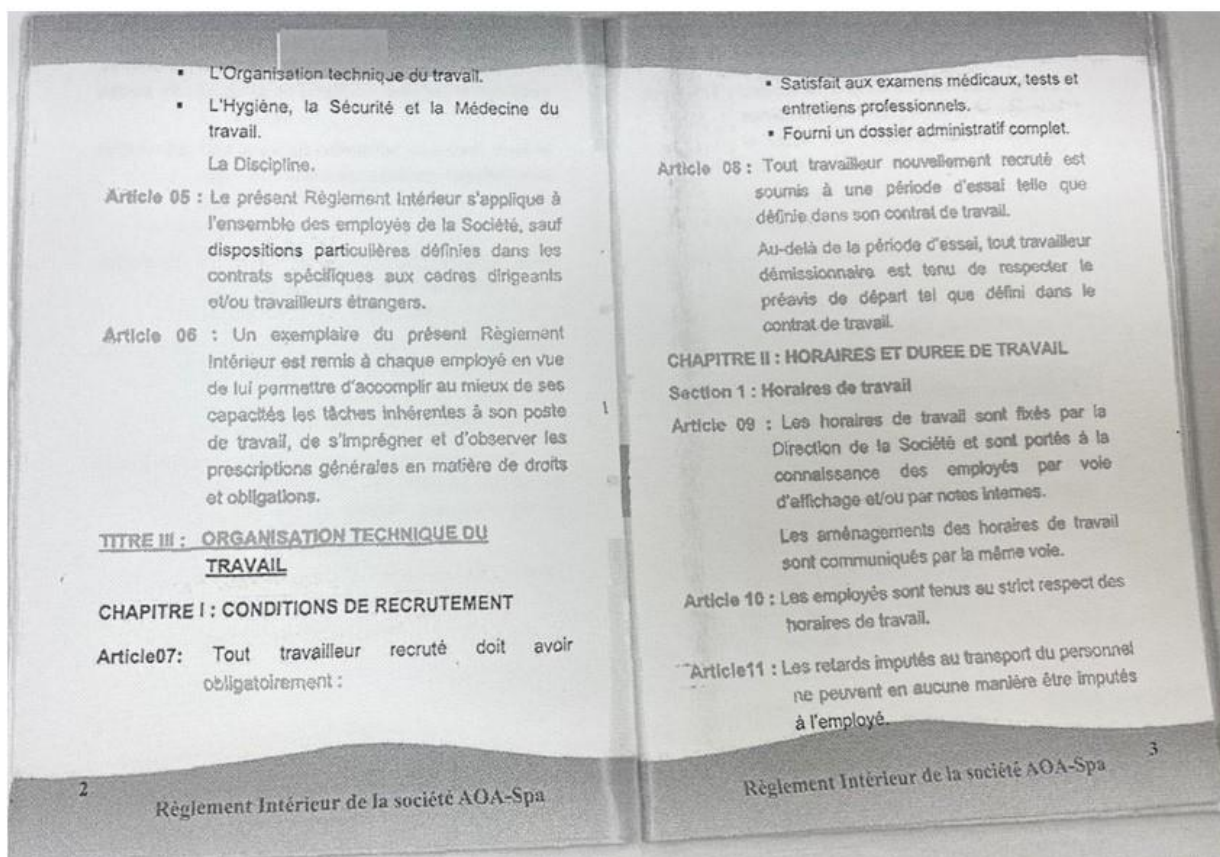 ▪ L'Organisation technique du travail.
▪ L'Hygiène, la Sécurité et la Médecine du
travail.
La Discipline.
Article 05 : Le présent Règlement Intérieur s'applique à
l'ensemble des employés de la Société, sauf
dispositions particulières définies dans les
contrats spécifiques aux cadres dirigeants
et/ou travailleurs étrangers.
Article 06 : Un exemplaire du présent Règlement
Intérieur est remis à chaque employé en vue
de lui permettre d'accomplir au mieux de ses
capacités les tâches inhérentes à son poste
de travail, de s'imprégner et d'observer les
prescriptions générales en matière de droits
et obligations.
TITRE III : ORGANISATION TECHNIQUE DU
TRAVAIL
CHAPITRE I : CONDITIONS DE RECRUTEMENT
Article07: Tout travailleur recruté doit avoir
obligatoirement :
2
Règlement Intérieur de la société AOA-Spa
▪ Satisfait aux examens médicaux, tests et
entretiens professionnels.
▪ Fourni un dossier administratif complet.
Article 08 : Tout travailleur nouvellement recruté est
soumis à une période d'essai telle que
définie dans son contrat de travail.
Au-delà de la période d'essai, tout travailleur
démissionnaire est tenu de respecter le
préavis de départ tel que défini dans le
contrat de travail.
CHAPITRE II : HORAIRES ET DUREE DE TRAVAIL
Section 1 : Horaires de travail
Article 09 : Les horaires de travail sont fixés par la
Direction de la Société et sont portés à la
connaissance des employés par voie
d'affichage et/ou par notes internes.
Les aménagements des horaires de travail
sont communiqués par la même voie.
Article 10 : Les employés sont tenus au strict respect des
horaires de travail.
Article11 : Les retards imputés au transport du personnel
ne peuvent en aucune manière être imputés
à l'employé.
3
Règlement Intérieur de la société AOA-Spa